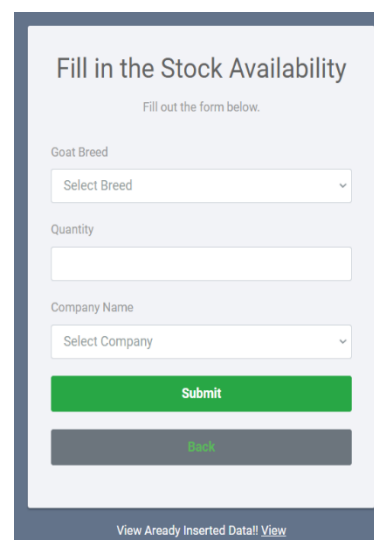 Fill in the Stock Availability
Fill out the form below.
Goat Breed
Select Breed
Quantity
Company Name
Select Company
Submit
Back
View Aready Inserted Data!! View